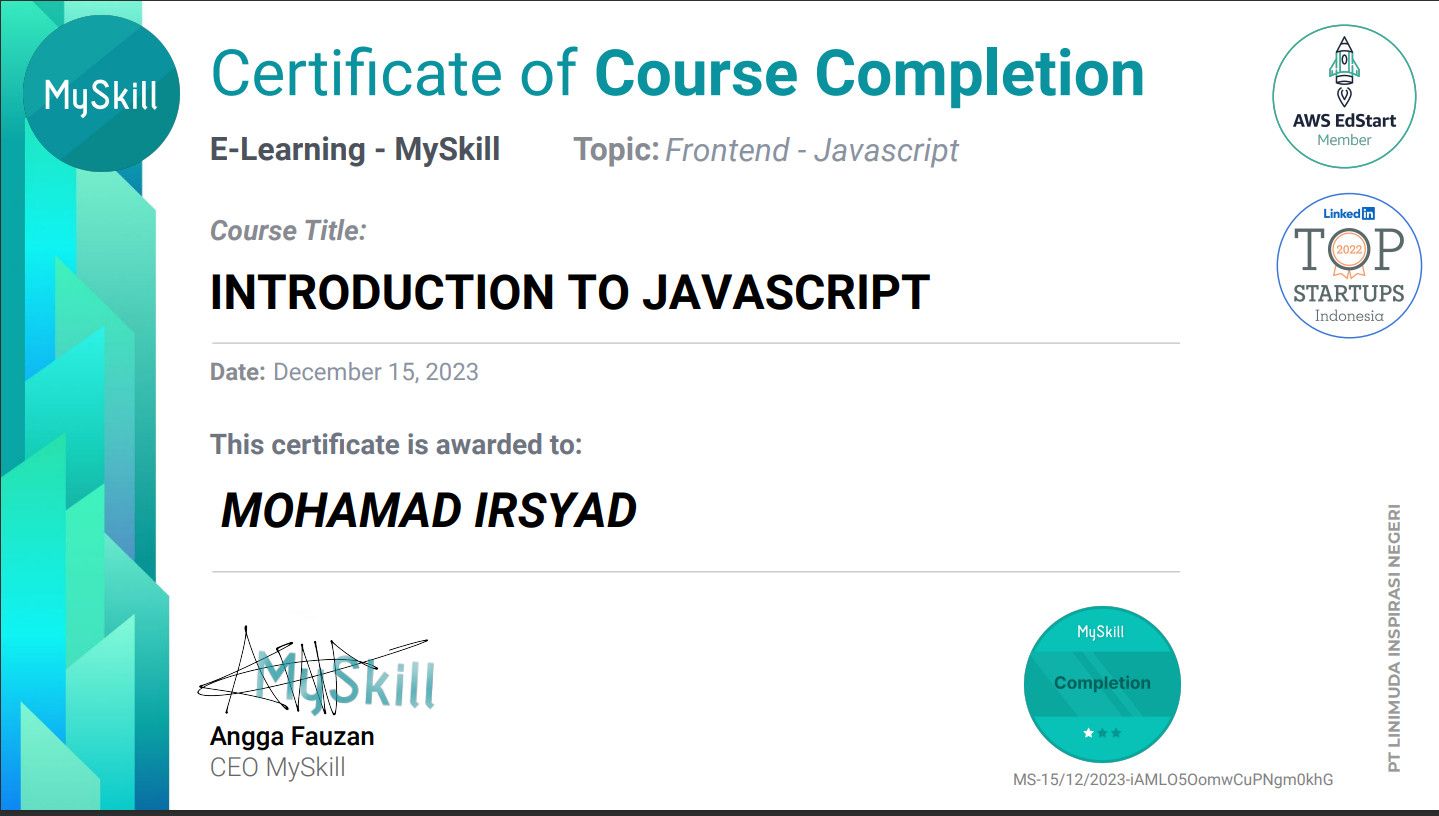 MySkill
Certificate of Course Completion
E-Learning - MySkill Topic: Frontend - Javascript
Course Title:
INTRODUCTION TO JAVASCRIPT
Date: December 15, 2023
This certificate is awarded to:
MOHAMAD IRSYAD
MySkill
Angga Fauzan
CEO MySkill
AWS EdStart
Member
LinkedIn
TOP
2022
STARTUPS
Indonesia
PT LINIMUDA INSPIRASI NEGERI
MySkill
Completion
MS-15/12/2023-iAMLO5OomwCuPNgm0khG